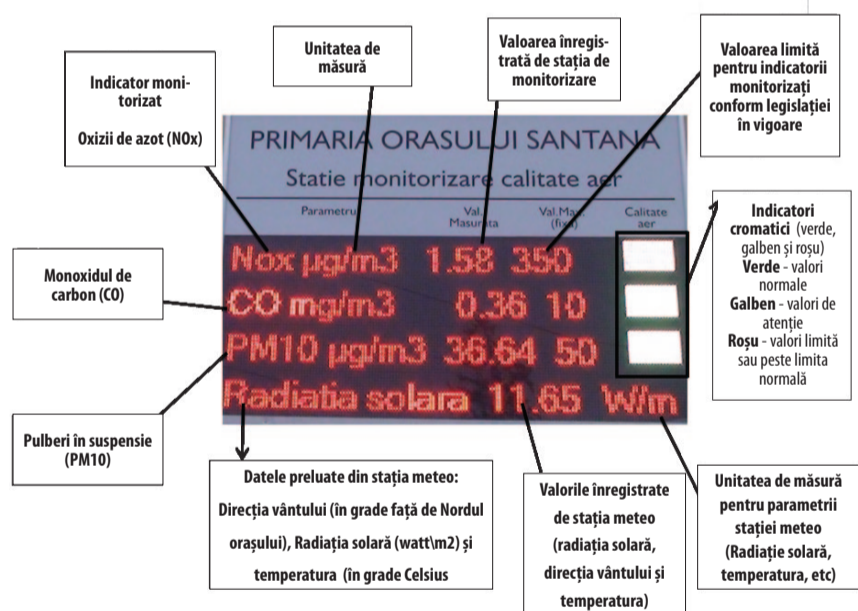 Indicator moni-
torizat
Oxizii de azot (NOx)
Unitatea de
măsură
Valoarea înregis-
trată de stația de
monitorizare
Valoarea limită
pentru indicatorii
monitorizați
conform legislației
în vigoare
PRIMARIA ORASULUI SANTANA
Statie monitorizare calitate aer
Parametru
Val.
Masurata
Val.Max.
(fixa)
Calitate
aer
Nox µg/m3 1.58 350
CO mg/m3 0.36 10
PM10 µg/m3 36.64 50
Radiatia solara 11.65 W/m
Monoxidul de
carbon (CO)
Pulberi în suspensie
(PM10)
Indicatori
cromatici (verde,
galben și roșu)
Verde - valori
normale
Galben - valori de
atenție
Roșu - valori limită
sau peste limita
normală
Datele preluate din stația meteo:
Direcția vântului (în grade față de Nordul
orașului), Radiația solară (watt\m2) și
temperatura (în grade Celsius
Valorile înregistrate
de stația meteo
(radiația solară,
direcția vântului și
temperatura)
Unitatea de măsură
pentru parametrii
stației meteo
(Radiație solară,
temperatura, etc)